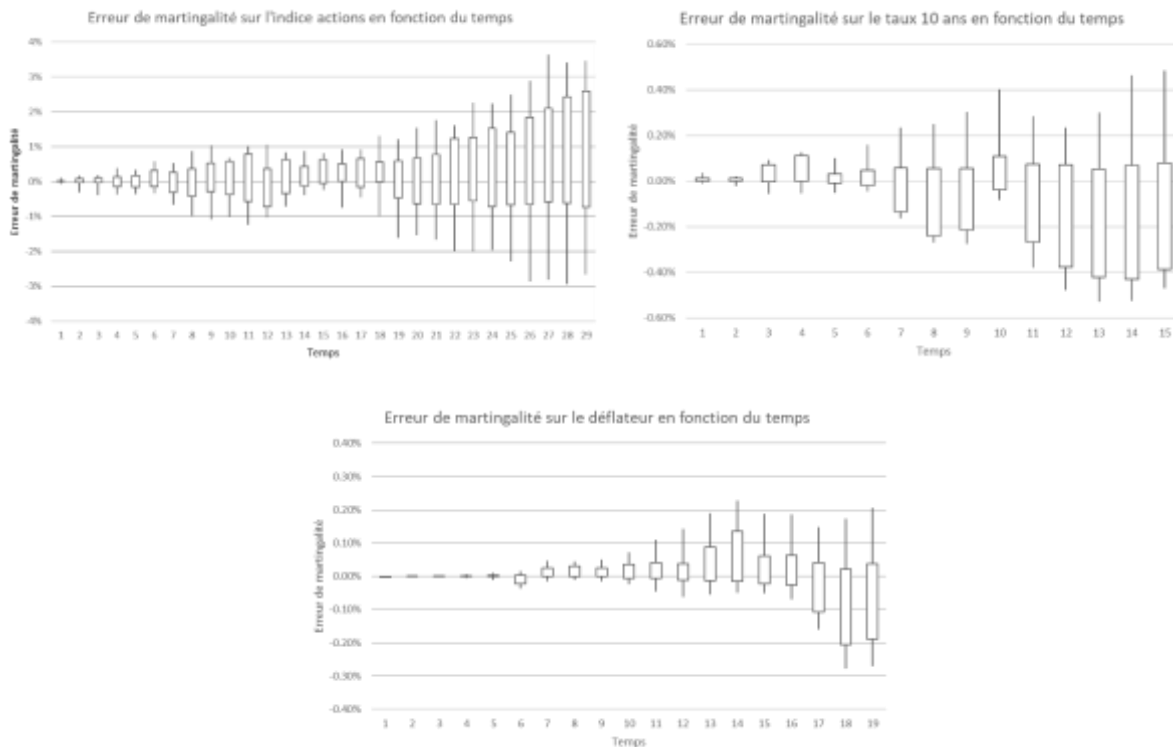 Erreur de martingalité sur l'indice actions en fonction du temps
4%
3%
2%
1%
0%
-1%
-2%
-3%
-4%
Erreur de martingalité
1 2 3 4 5 6 7 8 9 10 11 12 13 14 15 16 17 18 19 20 21 22 23 24 25 26 27 28 29
Temps
Erreur de martingalité sur le taux 10 ans en fonction du temps
0.60%
0.40%
0.20%
0.00%
-0.20%
-0.40%
-0.60%
Erreur de martingalité
1 2 3 4 5 6 7 8 9 10 11 12 13 14 15
Temps
Erreur de martingalité sur le déflateur en fonction du temps
0.40%
0.30%
0.20%
0.10%
0.00%
-0.10%
-0.20%
-0.30%
-0.40%
Erreur de martingalité
1 2 3 4 5 6 7 8 9 10 11 12 13 14 15 16 17 18 19
Temps